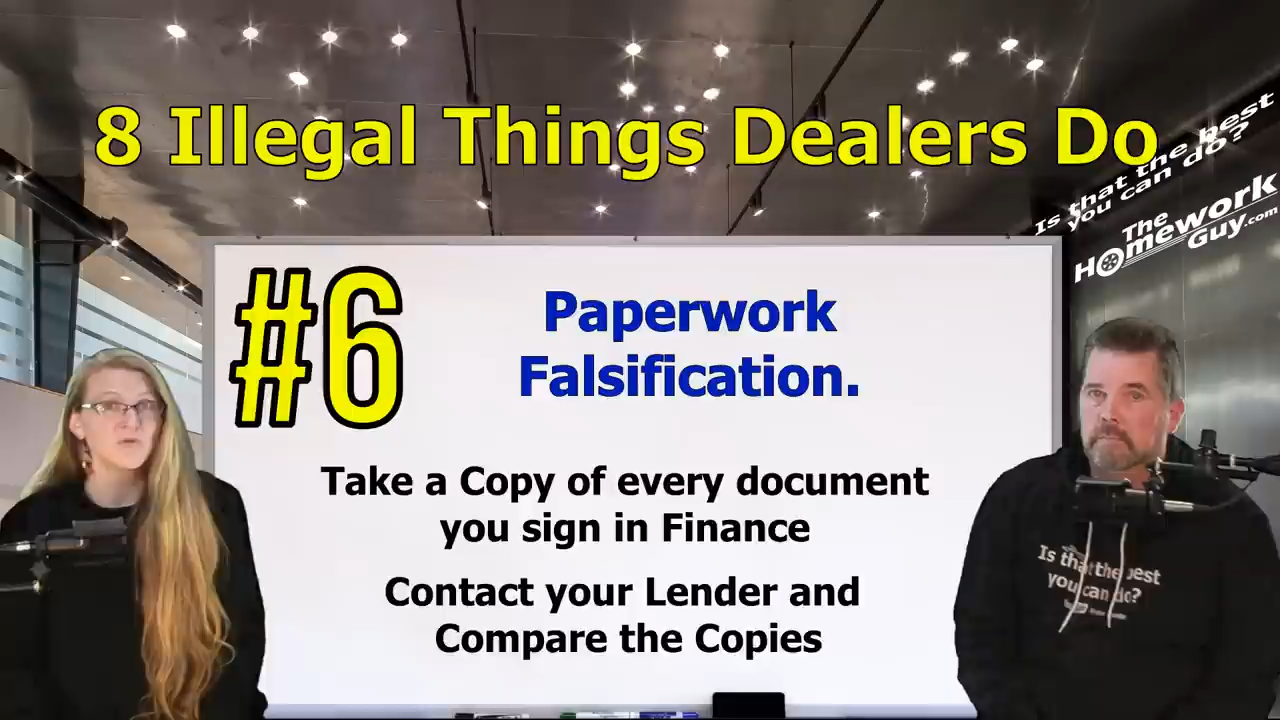 8 Illegal Things Dealers Do
Is that the best
you can do?
The
Homework
Guy.com
#6
Paperwork
Falsification.
Take a Copy of every document
you sign in Finance
Contact your Lender and
Compare the Copies
Is that the best
you can do?